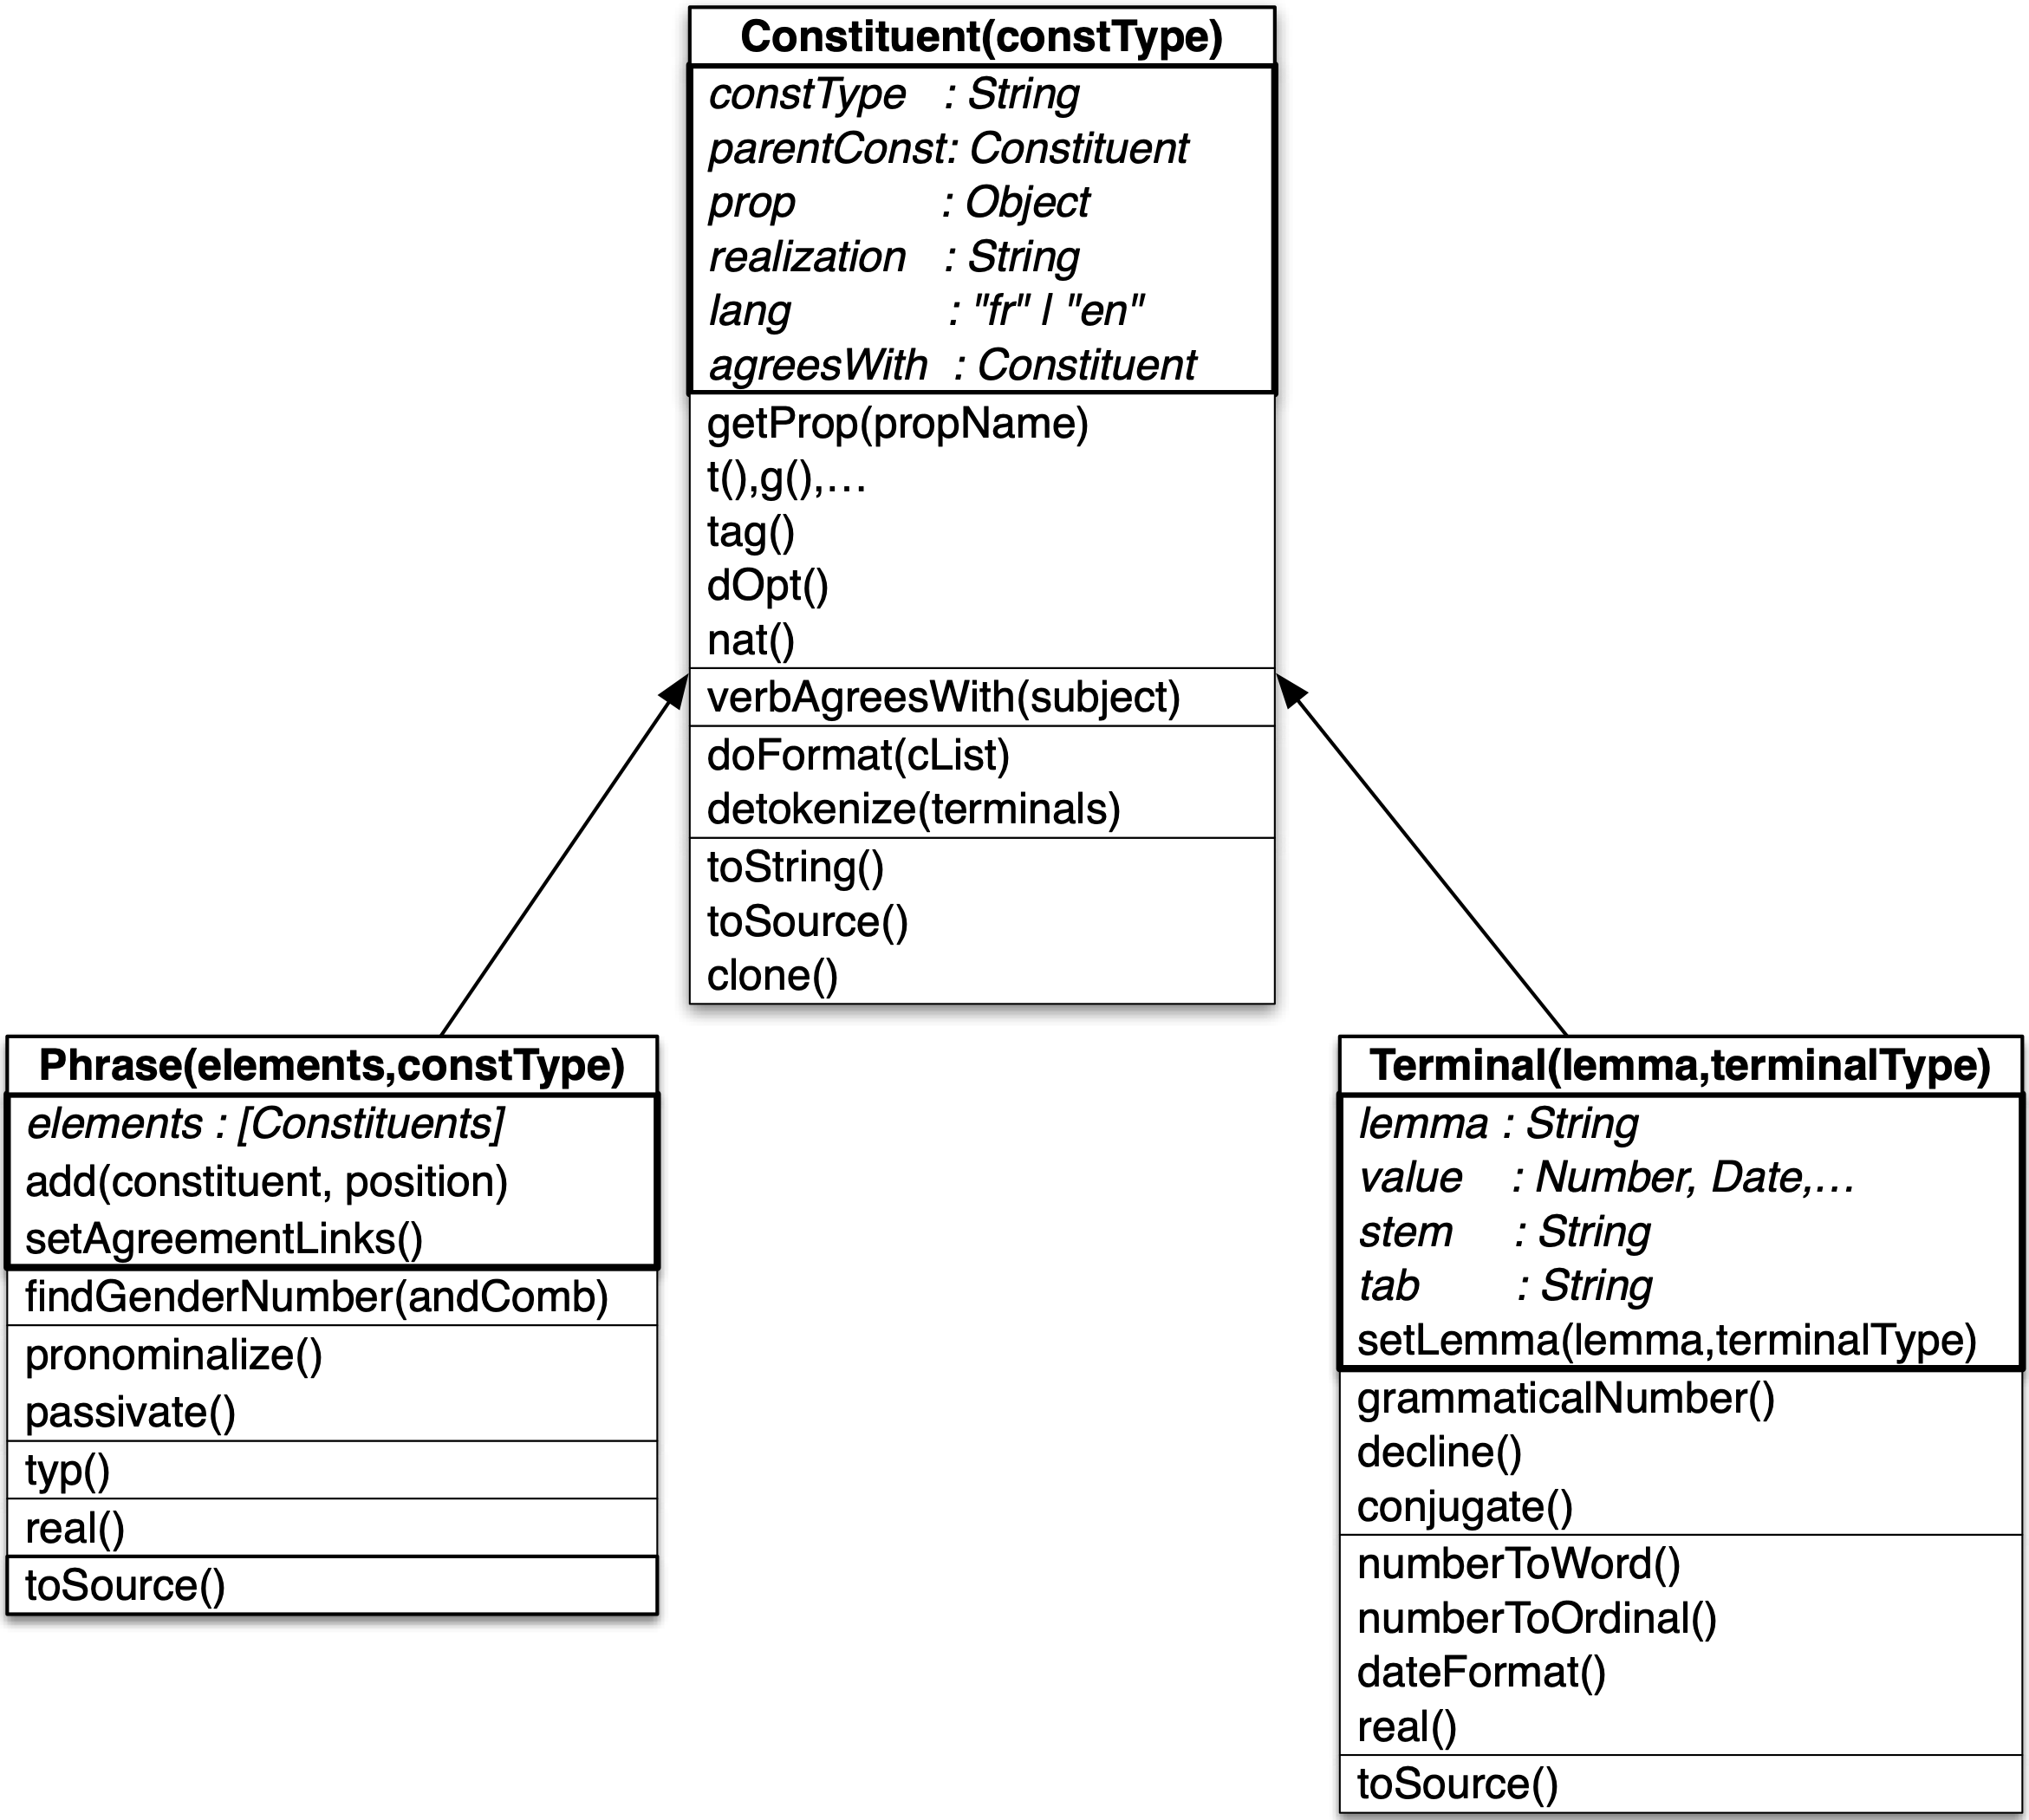 Constituent(constType)
constType : String
parentConst: Constituent
prop : Object
realization : String
lang : "fr" | "en"
agreesWith : Constituent
getProp(propName)
t(),g(),…
tag()
dOpt()
nat()
verbAgreesWith(subject)
doFormat(cList)
detokenize(terminals)
toString()
toSource()
clone()
Phrase(elements,constType)
elements : [Constituents]
add(constituent, position)
setAgreementLinks()
findGenderNumber(andComb)
pronominalize()
passivate()
typ()
real()
toSource()
Terminal(lemma,terminalType)
lemma : String
value : Number, Date,…
stem : String
tab : String
setLemma(lemma,terminalType)
grammaticalNumber()
decline()
conjugate()
numberToWord()
numberToOrdinal()
dateFormat()
real()
toSource()